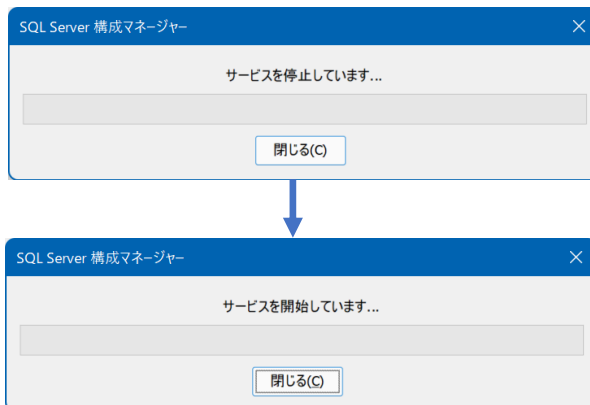 SQL Server 構成マネージャー
サービスを停止しています...
閉じる(C)
SQL Server 構成マネージャー
サービスを開始しています...
閉じる(C)